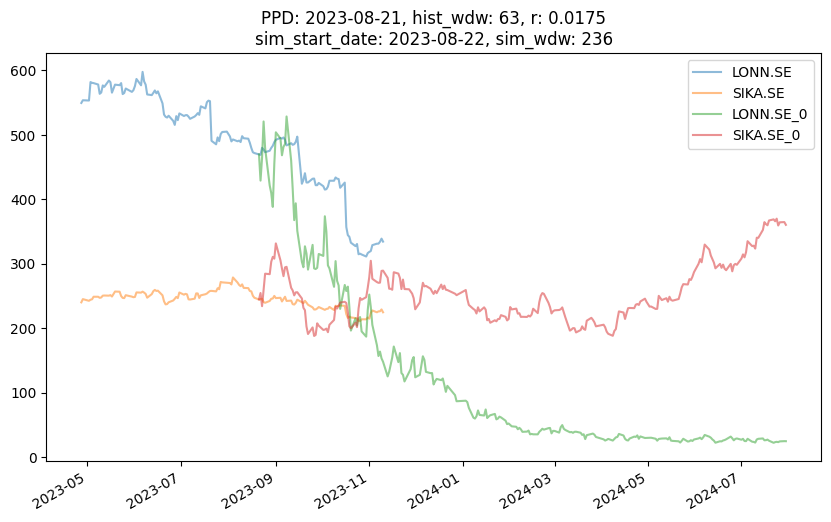 PPD: 2023-08-21, hist_wdw: 63, r: 0.0175
sim_start_date: 2023-08-22, sim_wdw: 236
LONN.SE
SIKA.SE
LONN.SE_0
SIKA.SE_0
600
500
400
300
200
100
0
2023-05
2023-07
2023-09
2023-11
2024-01
2024-03
2024-05
2024-07